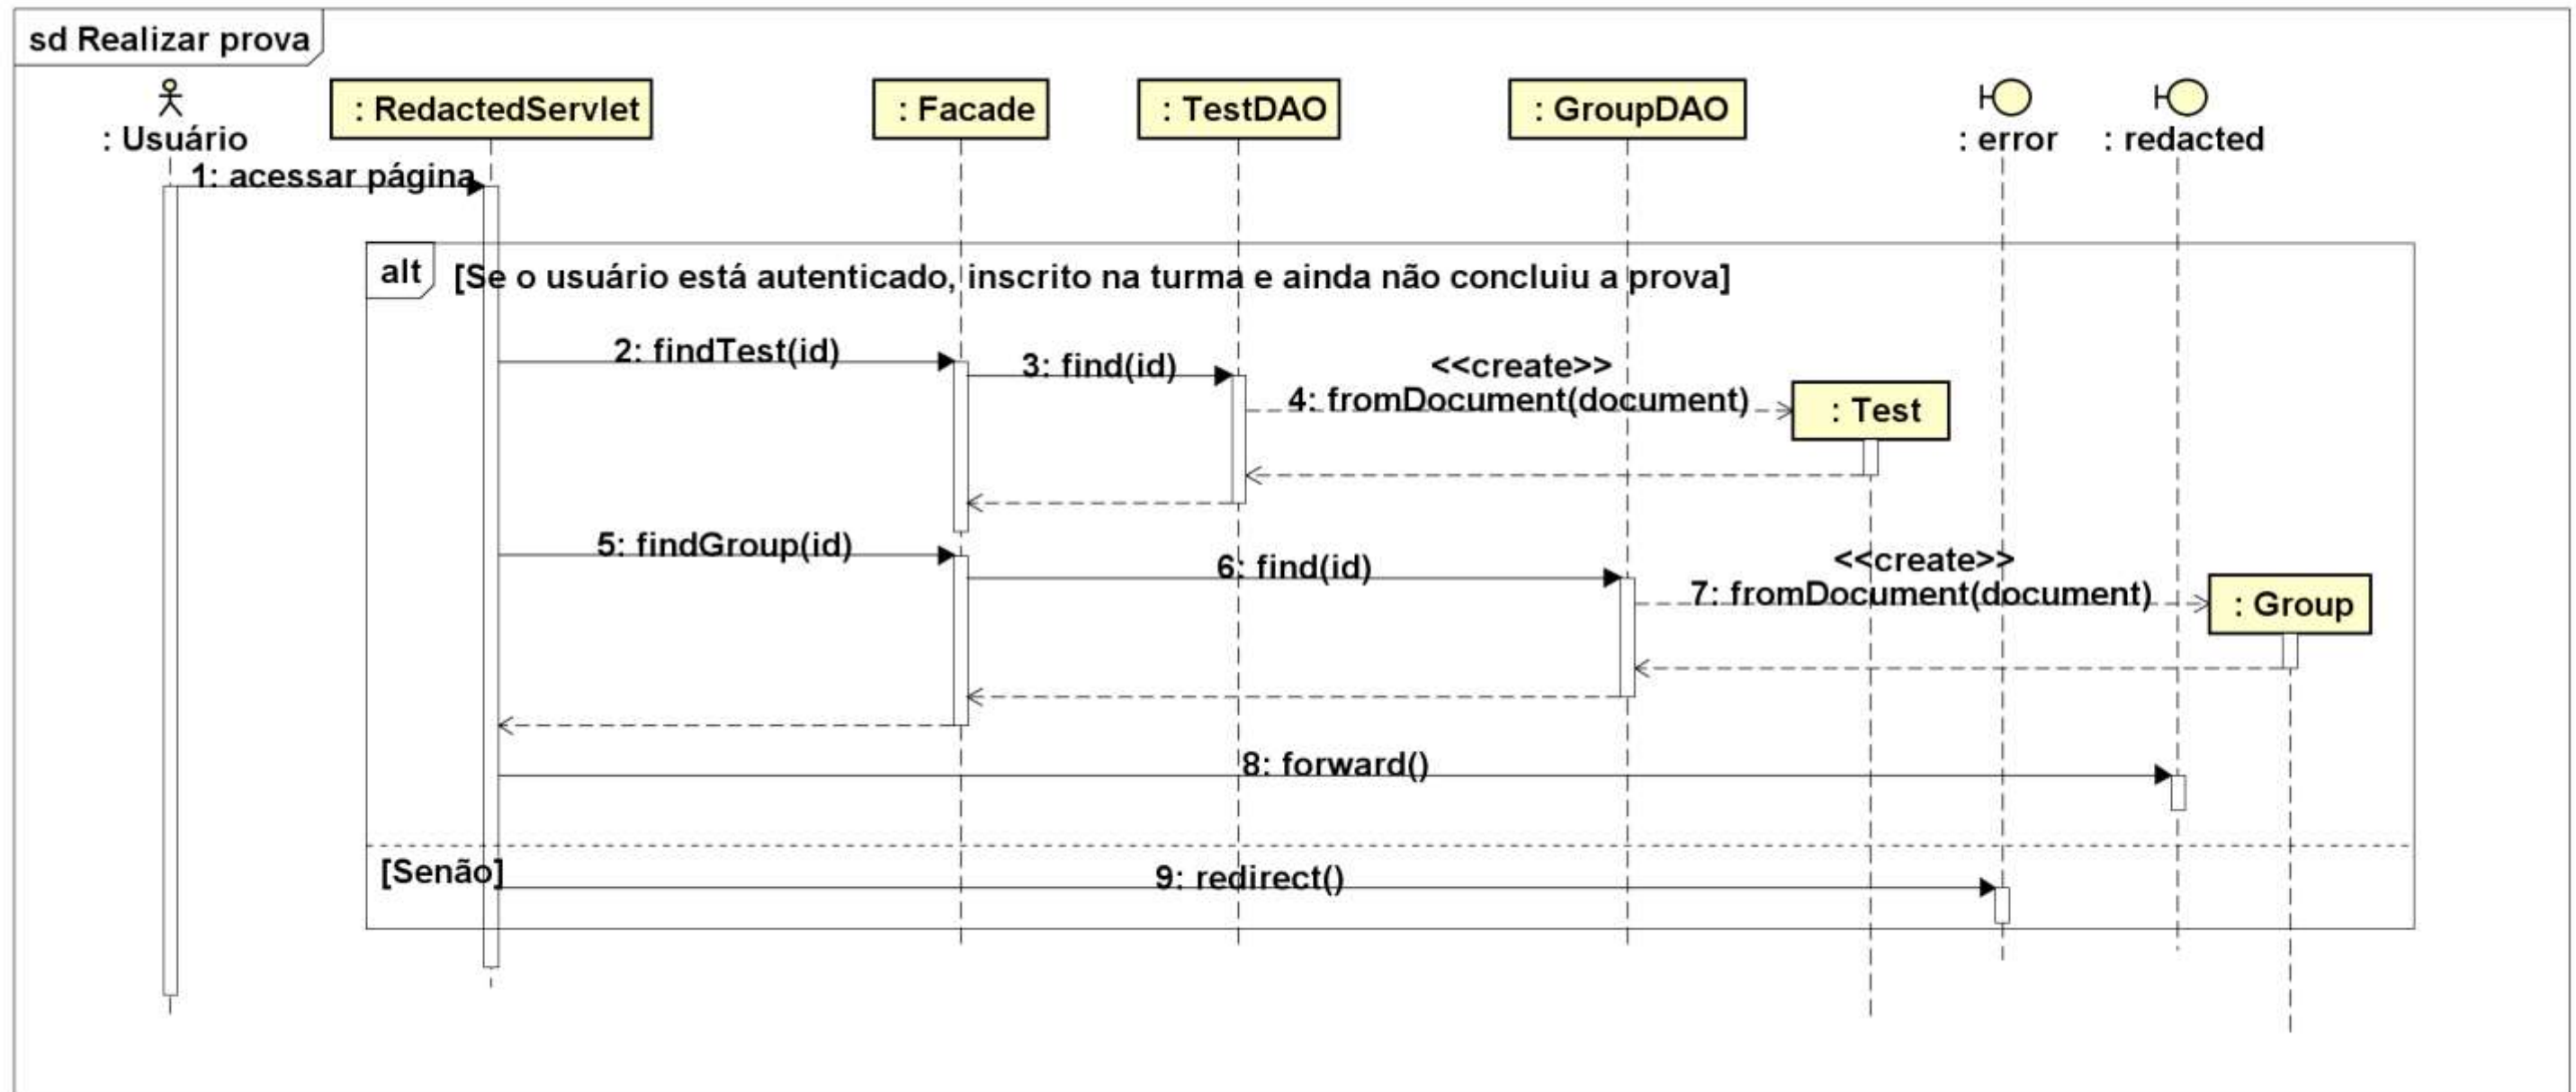 sd Realizar prova
: Usuário
: RedactedServlet
: Facade
: TestDAO
: GroupDAO
: error
: redacted
1: acessar página
alt
[Se o usuário está autenticado, inscrito na turma e ainda não concluiu a prova]
2: findTest(id)
3: find(id)
<<create>>
4: fromDocument(document)
: Test
5: findGroup(id)
6: find(id)
<<create>>
7: fromDocument(document)
: Group
8: forward()
[Senão]
9: redirect()